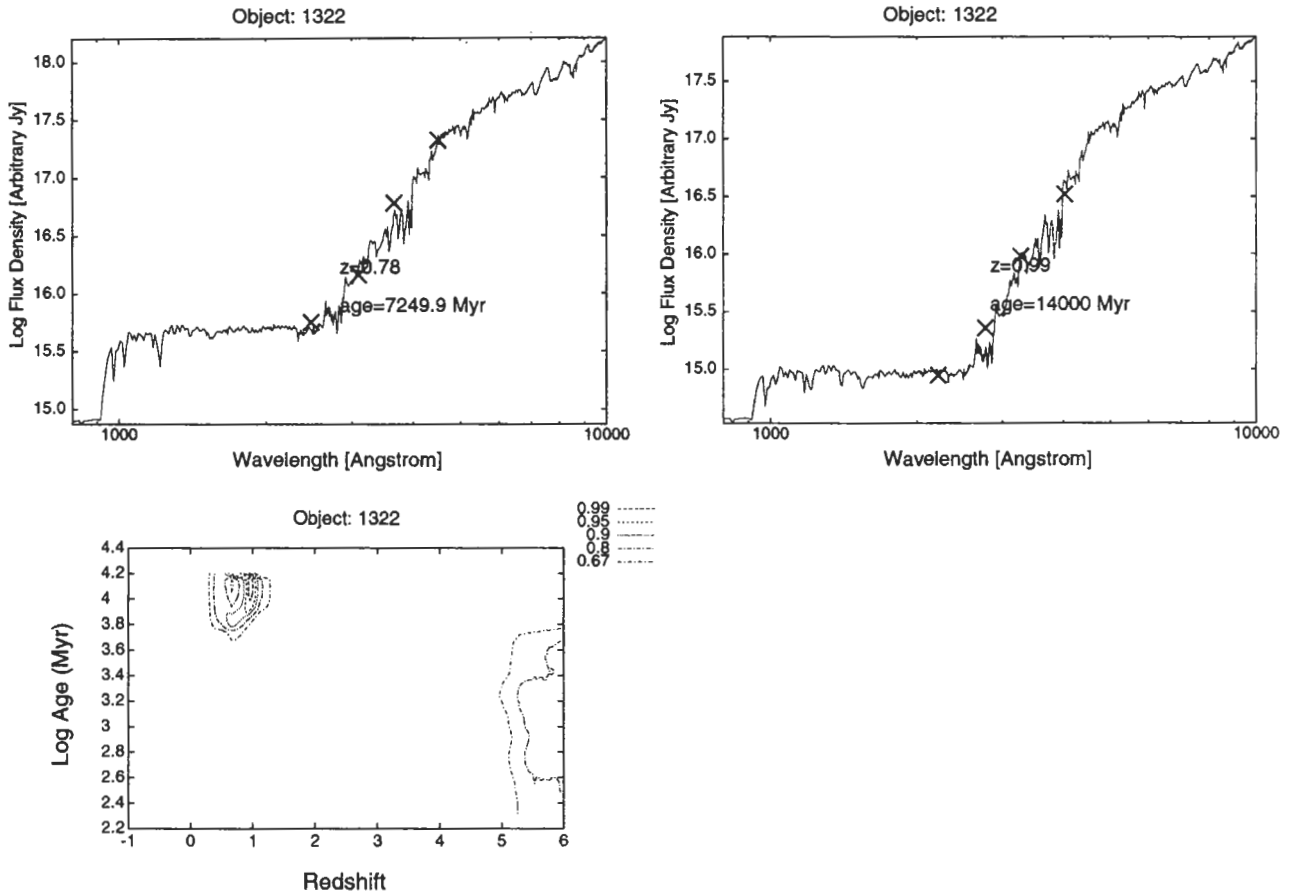 Object: 1322
Log Flux Density [Arbitrary Jy]
18.0
17.5
17.0
16.5
16.0
15.5
15.0
z=0.78
age=7249.9 Myr
1000
10000
Wavelength [Angstrom]
Object: 1322
Log Flux Density [Arbitrary Jy]
17.5
17.0
16.5
16.0
15.5
15.0
z=0.99
age=14000 Myr
1000
10000
Wavelength [Angstrom]
Object: 1322
0.99
0.95
0.9
0.8
0.67
Log Age (Myr)
4.4
4.2
4
3.8
3.6
3.4
3.2
3
2.8
2.6
2.4
2.2
-1 0 1 2 3 4 5 6
Redshift